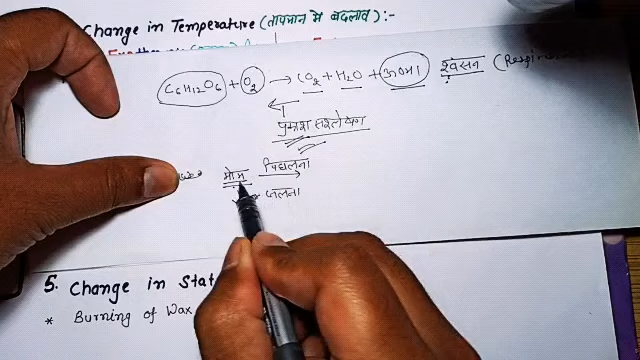 Change in Temperature (तापमान में बदलाव) :-
C6H12O6 + O2 → CO2 + H2O + ऊर्जा श्वसन
प्रकाश संश्लेषण
मोम पिघलना
जलना
5. Change in Stat
* Burning of Wax